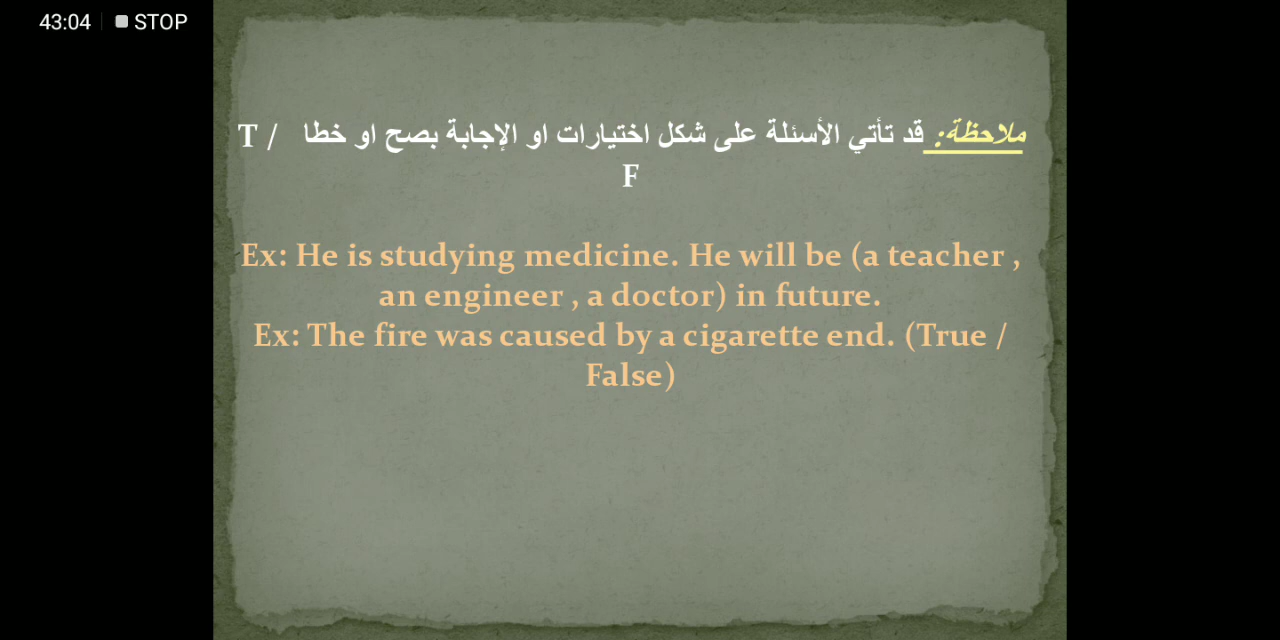 43:04 STOP
ملاحظة: قد تأتي الأسئلة على شكل اختيارات او الإجابة بصح او خطا T /
F
Ex: He is studying medicine. He will be (a teacher ,
an engineer , a doctor) in future.
Ex: The fire was caused by a cigarette end. (True /
False)